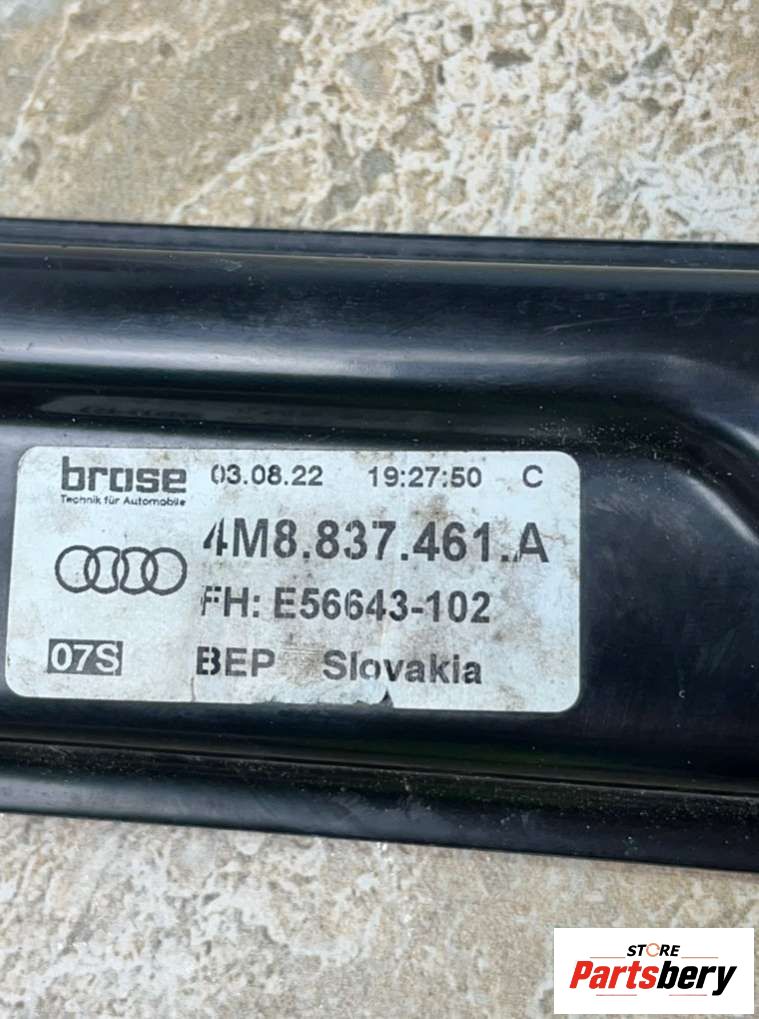 brose 03.08.22 19:27:50 C
Technik für Automobile
4M8.837.461.A
FH: E56643-102
07S BEP Slovakia
STORE
Partsbery